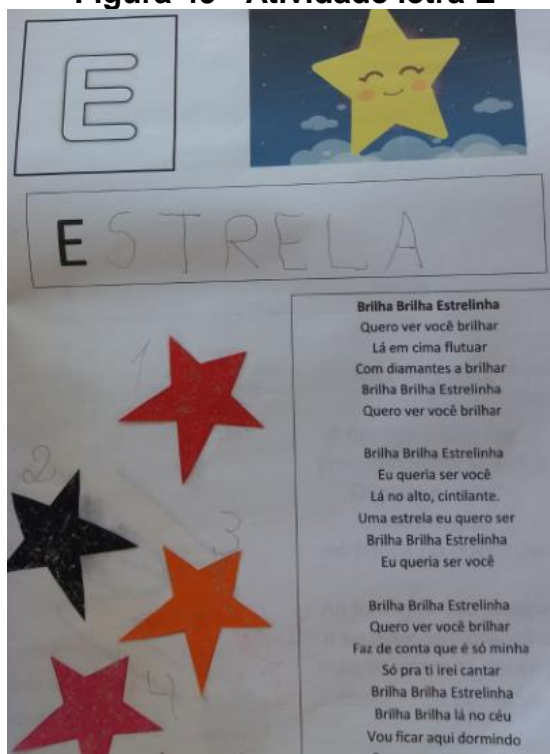 E
ESTRELA
1
2
3
4
Brilha Brilha Estrelinha
Quero ver você brilhar
Lá em cima flutuar
Com diamantes a brilhar
Brilha Brilha Estrelinha
Quero ver você brilhar
Brilha Brilha Estrelinha
Eu queria ser você
Lá no alto, cintilante.
Uma estrela eu quero ser
Brilha Brilha Estrelinha
Eu queria ser você
Brilha Brilha Estrelinha
Quero ver você brilhar
Faz de conta que é só minha
Só pra ti irei cantar
Brilha Brilha Estrelinha
Brilha Brilha lá no céu
Vou ficar aqui dormindo